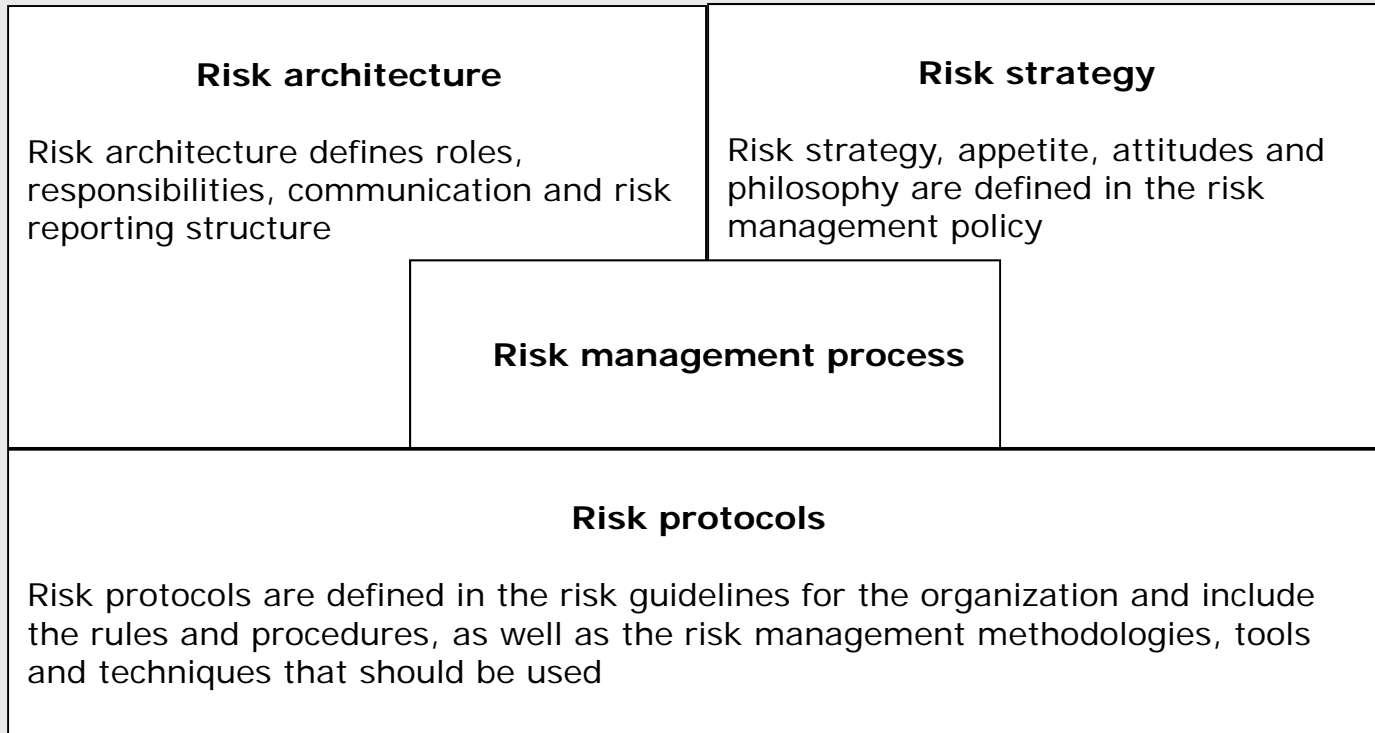 Risk architecture
Risk architecture defines roles,
responsibilities, communication and risk
reporting structure
Risk strategy
Risk strategy, appetite, attitudes and
philosophy are defined in the risk
management policy
Risk management process
Risk protocols
Risk protocols are defined in the risk guidelines for the organization and include
the rules and procedures, as well as the risk management methodologies, tools
and techniques that should be used